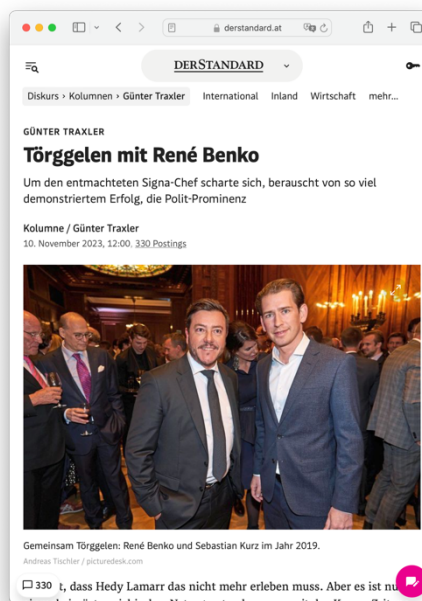 derstandard.at
DERSTANDARD
Diskurs › Kolumnen › Günter Traxler International Inland Wirtschaft mehr...
GÜNTER TRAXLER
Törggelen mit René Benko
Um den entmachteten Signa-Chef scharte sich, berauscht von so viel
demonstriertem Erfolg, die Polit-Prominenz
Kolumne / Günter Traxler
10. November 2023, 12:00, 330 Postings
Gemeinsam Törggelen: René Benko und Sebastian Kurz im Jahr 2019.
Andreas Tischler / picturedesk.com
330
t, dass Hedy Lamarr das nicht mehr erleben muss. Aber es ist nu